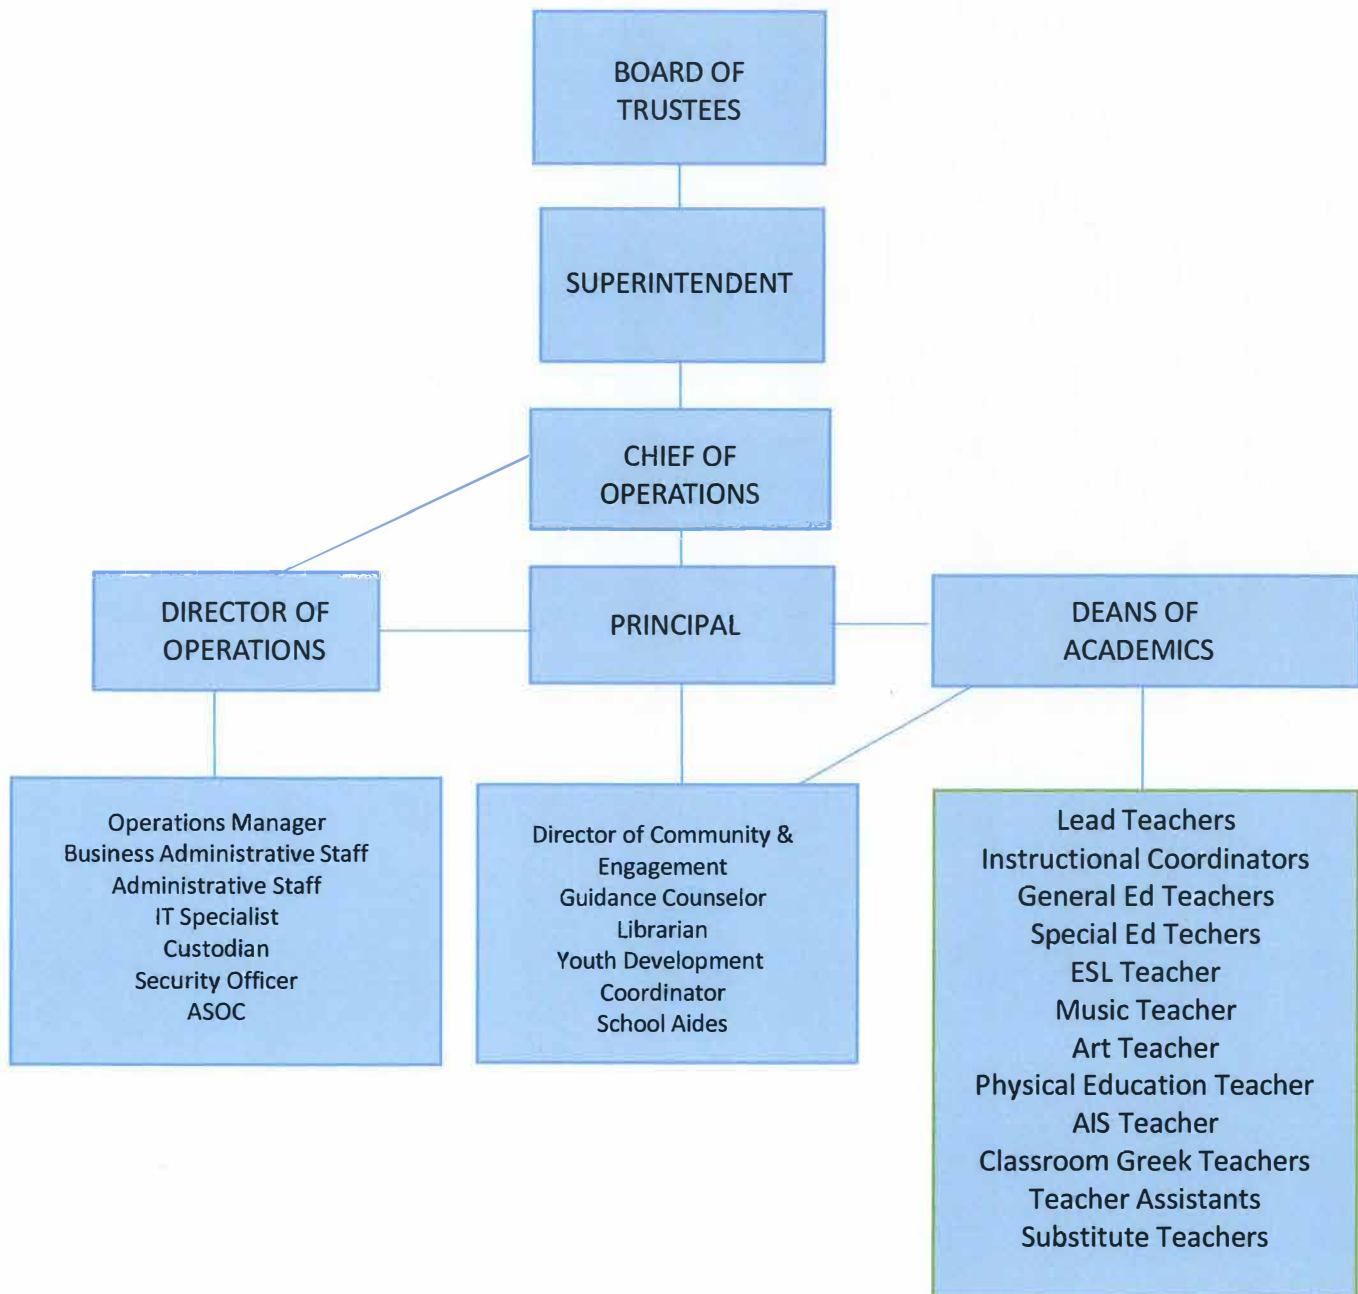 BOARD OF
TRUSTEES
SUPERINTENDENT
CHIEF OF
OPERATIONS
DIRECTOR OF
OPERATIONS
PRINCIPAL
DEANS OF
ACADEMICS
Operations Manager
Business Administrative Staff
Administrative Staff
IT Specialist
Custodian
Security Officer
ASOC
Director of Community &
Engagement
Guidance Counselor
Librarian
Youth Development
Coordinator
School Aides
Lead Teachers
Instructional Coordinators
General Ed Teachers
Special Ed Techers
ESL Teacher
Music Teacher
Art Teacher
Physical Education Teacher
AIS Teacher
Classroom Greek Teachers
Teacher Assistants
Substitute Teachers